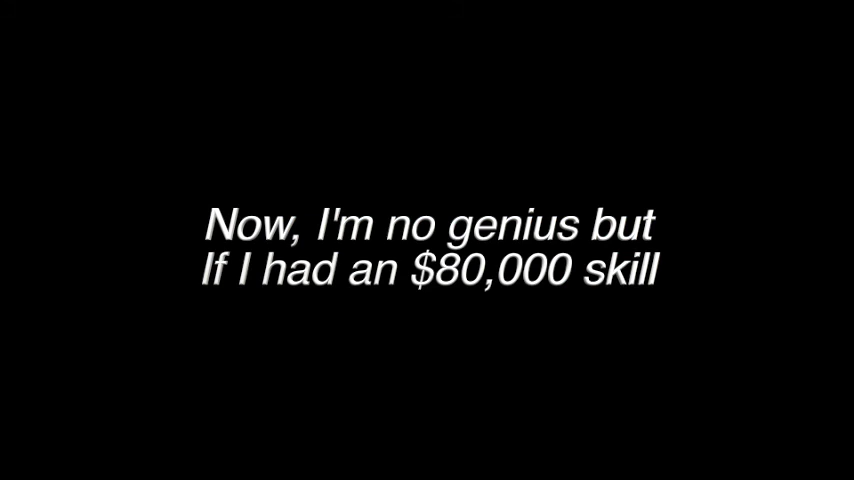 Now, I'm no genius but
If I had an $80,000 skill